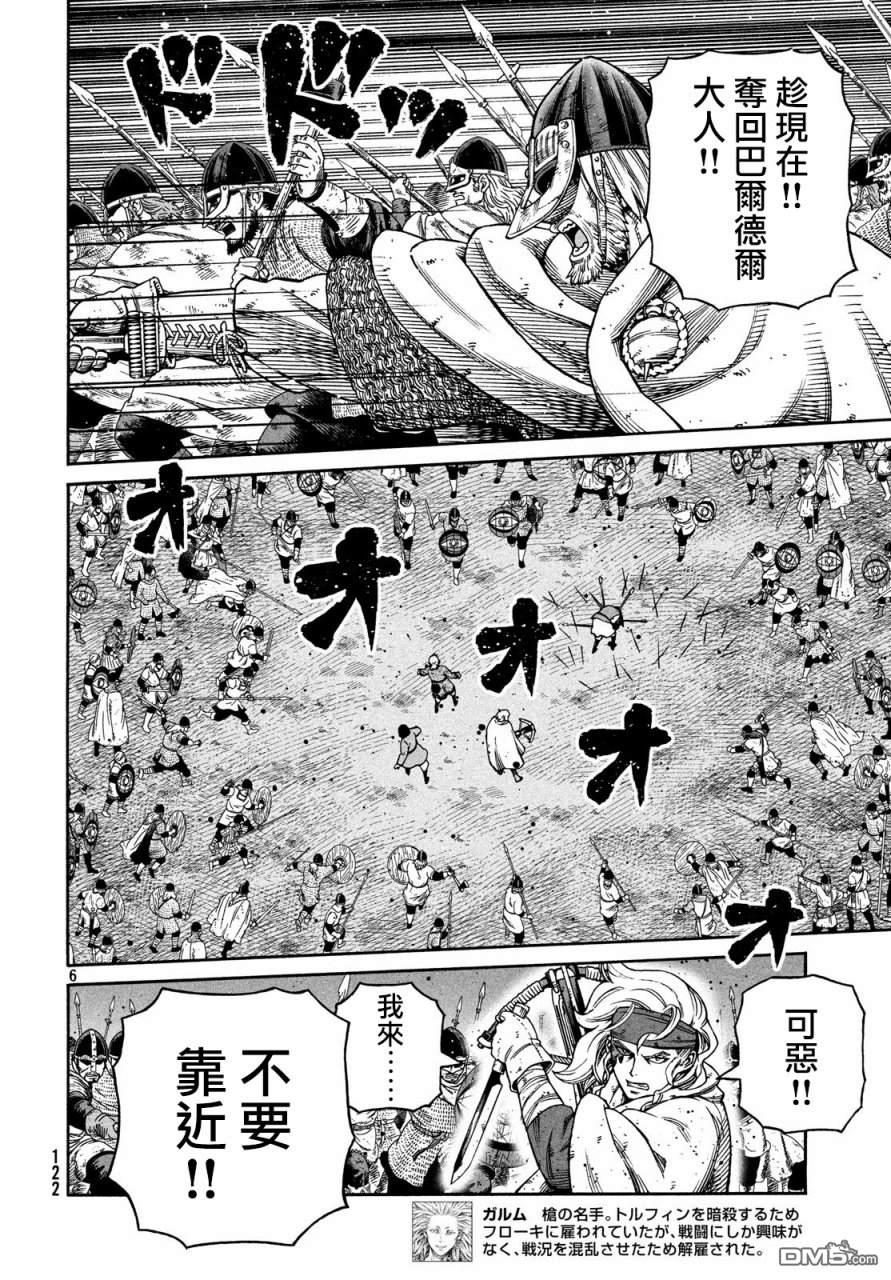 趁現在!!
奪回巴爾德爾
大人!!
ドドドッ
オ
オ
オ
オ
オ
6
可惡!!
我來……
不要
靠近!!
122
ガルム 槍の名手。トルフィンを暗殺するため
フローキに雇われていたが、戦闘にしか興味が
なく、戦況を混乱させたため解雇された。
DM5.com